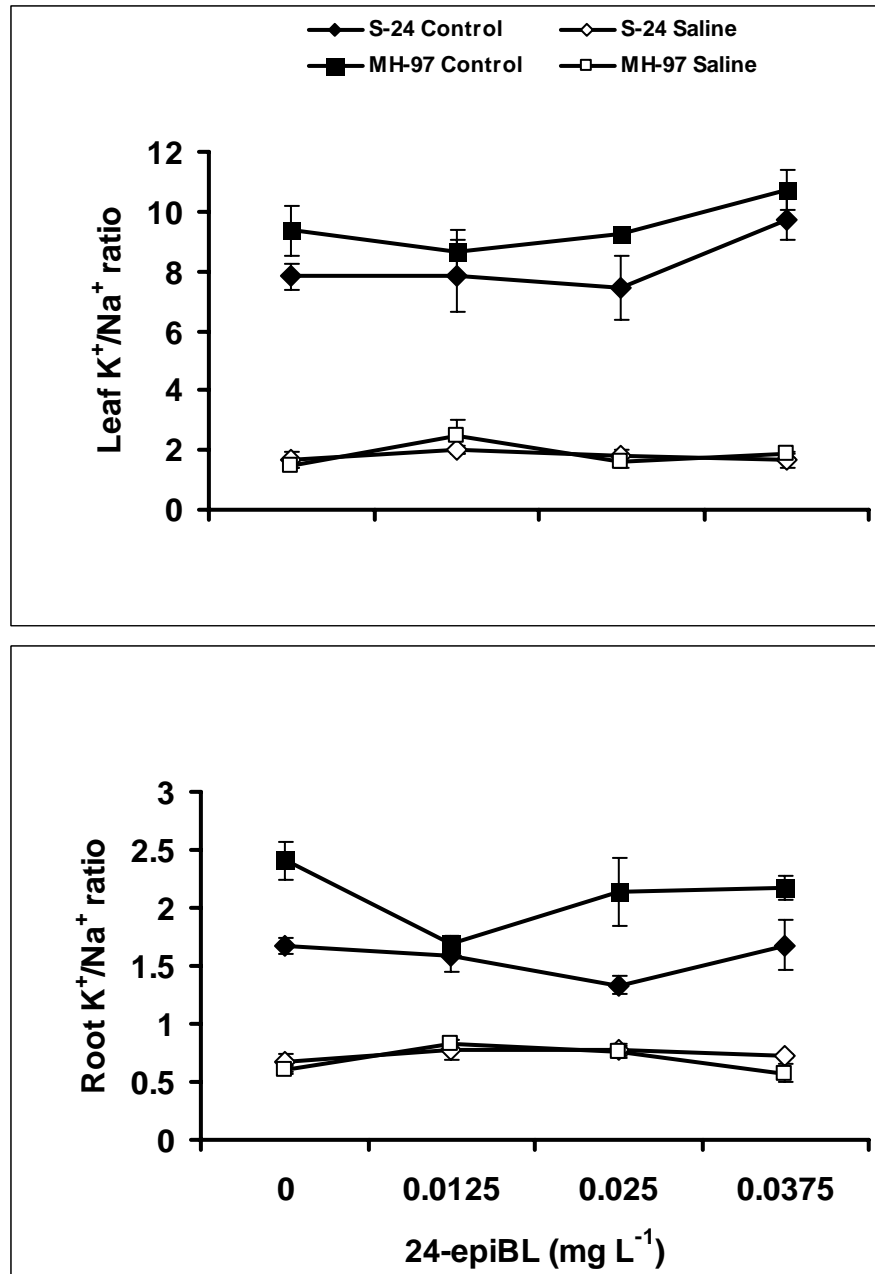 S-24 Control S-24 Saline
MH-97 Control MH-97 Saline
Leaf K⁺/Na⁺ ratio
12
10
8
6
4
2
0
Root K⁺/Na⁺ ratio
3
2.5
2
1.5
1
0.5
0
0 0.0125 0.025 0.0375
24-epiBL (mg L⁻¹)